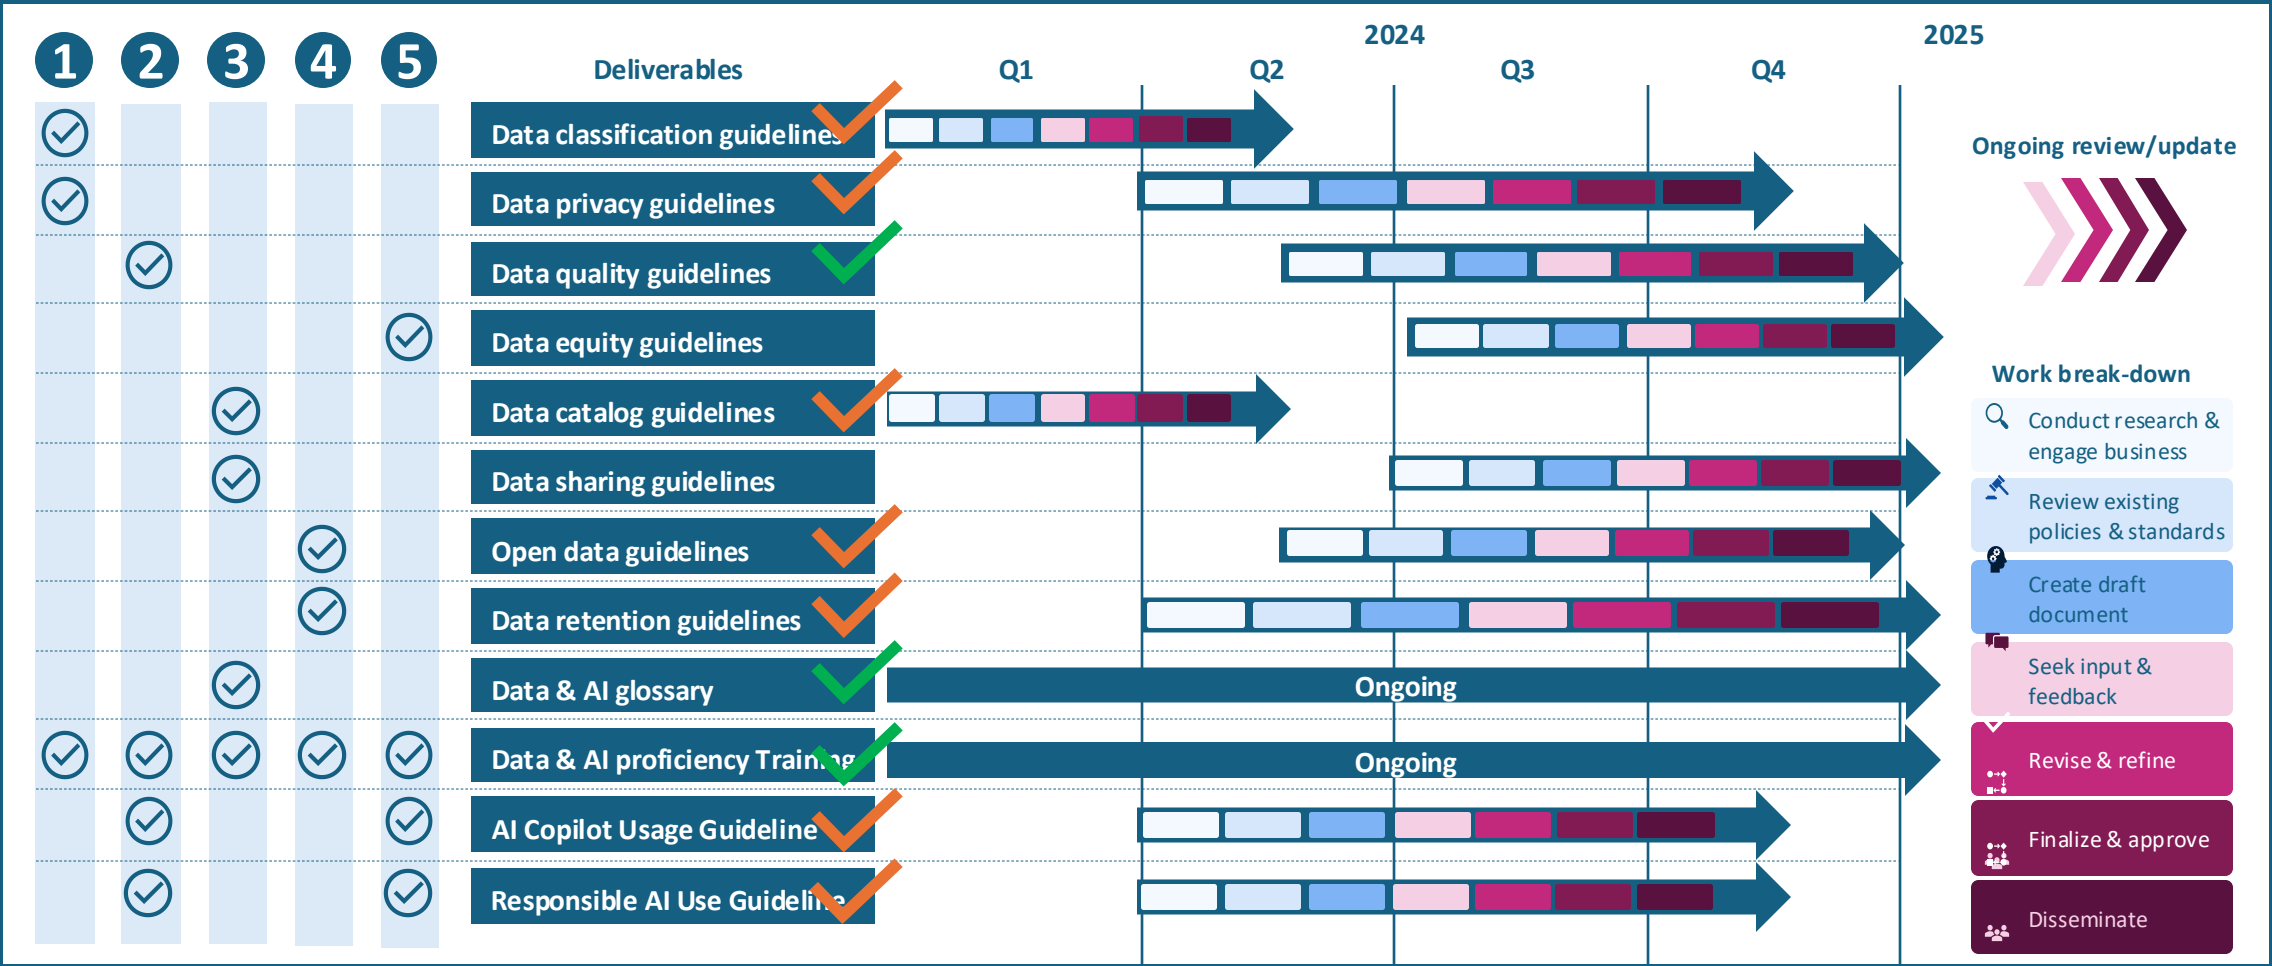 2024
2025
1 2 3 4 5
Deliverables
Q1
Q2
Q3
Q4
Data classification guidelines
Data privacy guidelines
Data quality guidelines
Data equity guidelines
Data catalog guidelines
Data sharing guidelines
Open data guidelines
Data retention guidelines
Data & AI glossary
Ongoing
Data & AI proficiency Training
Ongoing
AI Copilot Usage Guideline
Responsible AI Use Guideline
Ongoing review/update
Work break-down
Conduct research &
engage business
Review existing
policies & standards
Create draft
document
Seek input &
feedback
Revise & refine
Finalize & approve
Disseminate